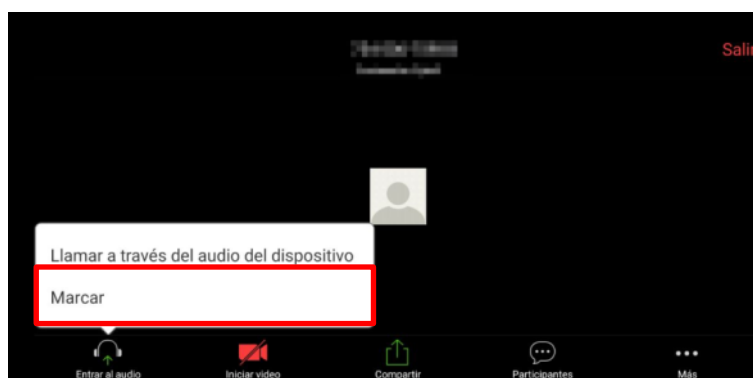 Salir
Llamar a través del audio del dispositivo
Marcar
Entrar al audio
Iniciar video
Compartir
Participantes
Más